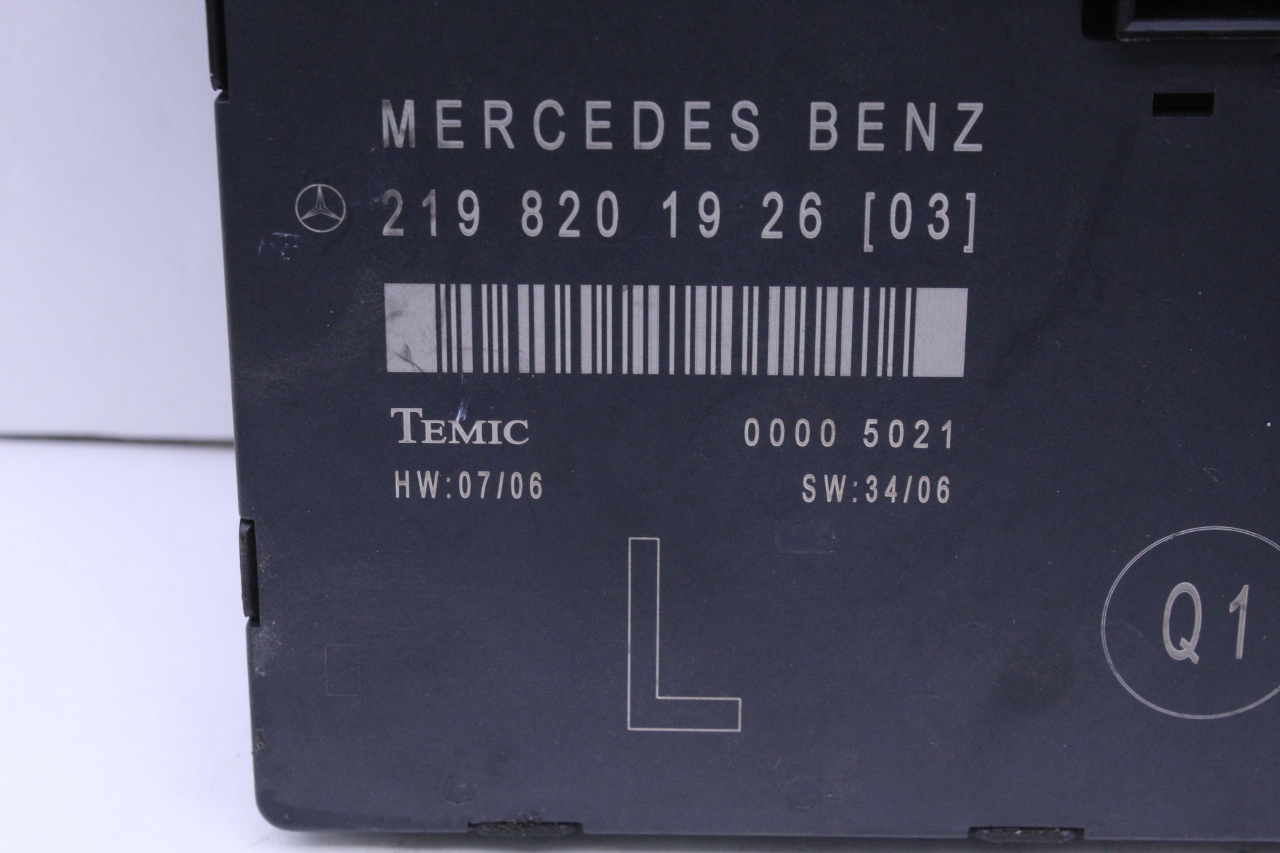 MERCEDES BENZ
219 820 19 26 [03]
TEMIC 0000 5021
HW:07/06 SW:34/06
L
Q1